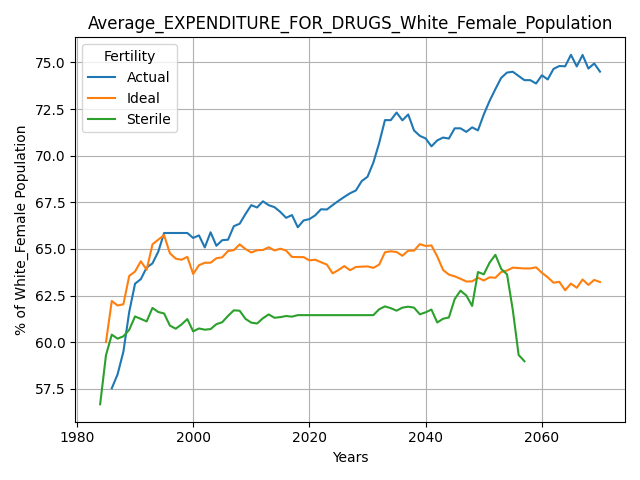 Average_EXPENDITURE_FOR_DRUGS_White_Female_Population
Fertility
Actual
Ideal
Sterile
% of White_Female Population
75.0
72.5
70.0
67.5
65.0
62.5
60.0
57.5
1980
2000
2020
2040
2060
Years